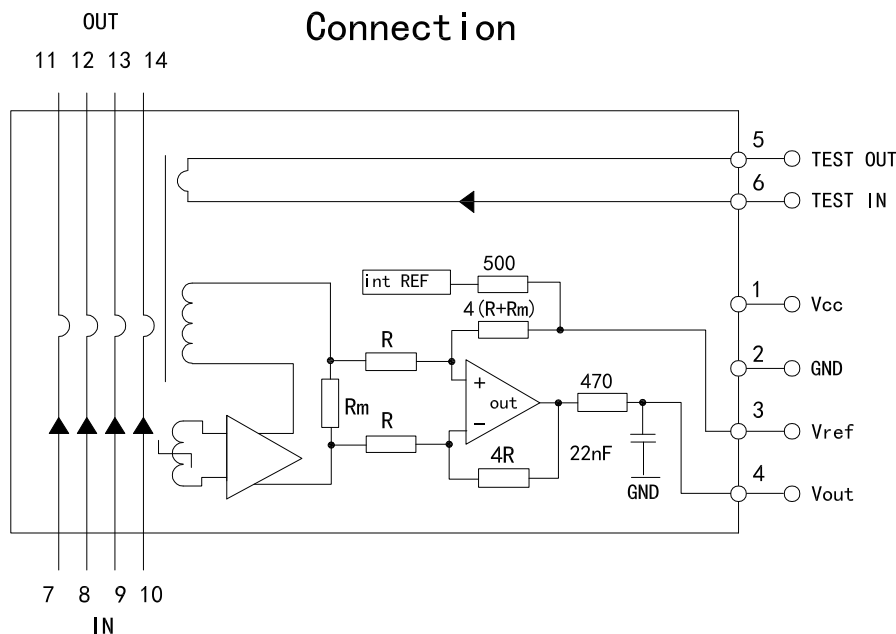 Connection
OUT
11 12 13 14
5 TEST OUT
6 TEST IN
int REF
500
4(R+Rm)
1 Vcc
R
2 GND
+
out
470
Rm
R
−
3 Vref
4R
22nF
GND
4 Vout
7 8 9 10
IN